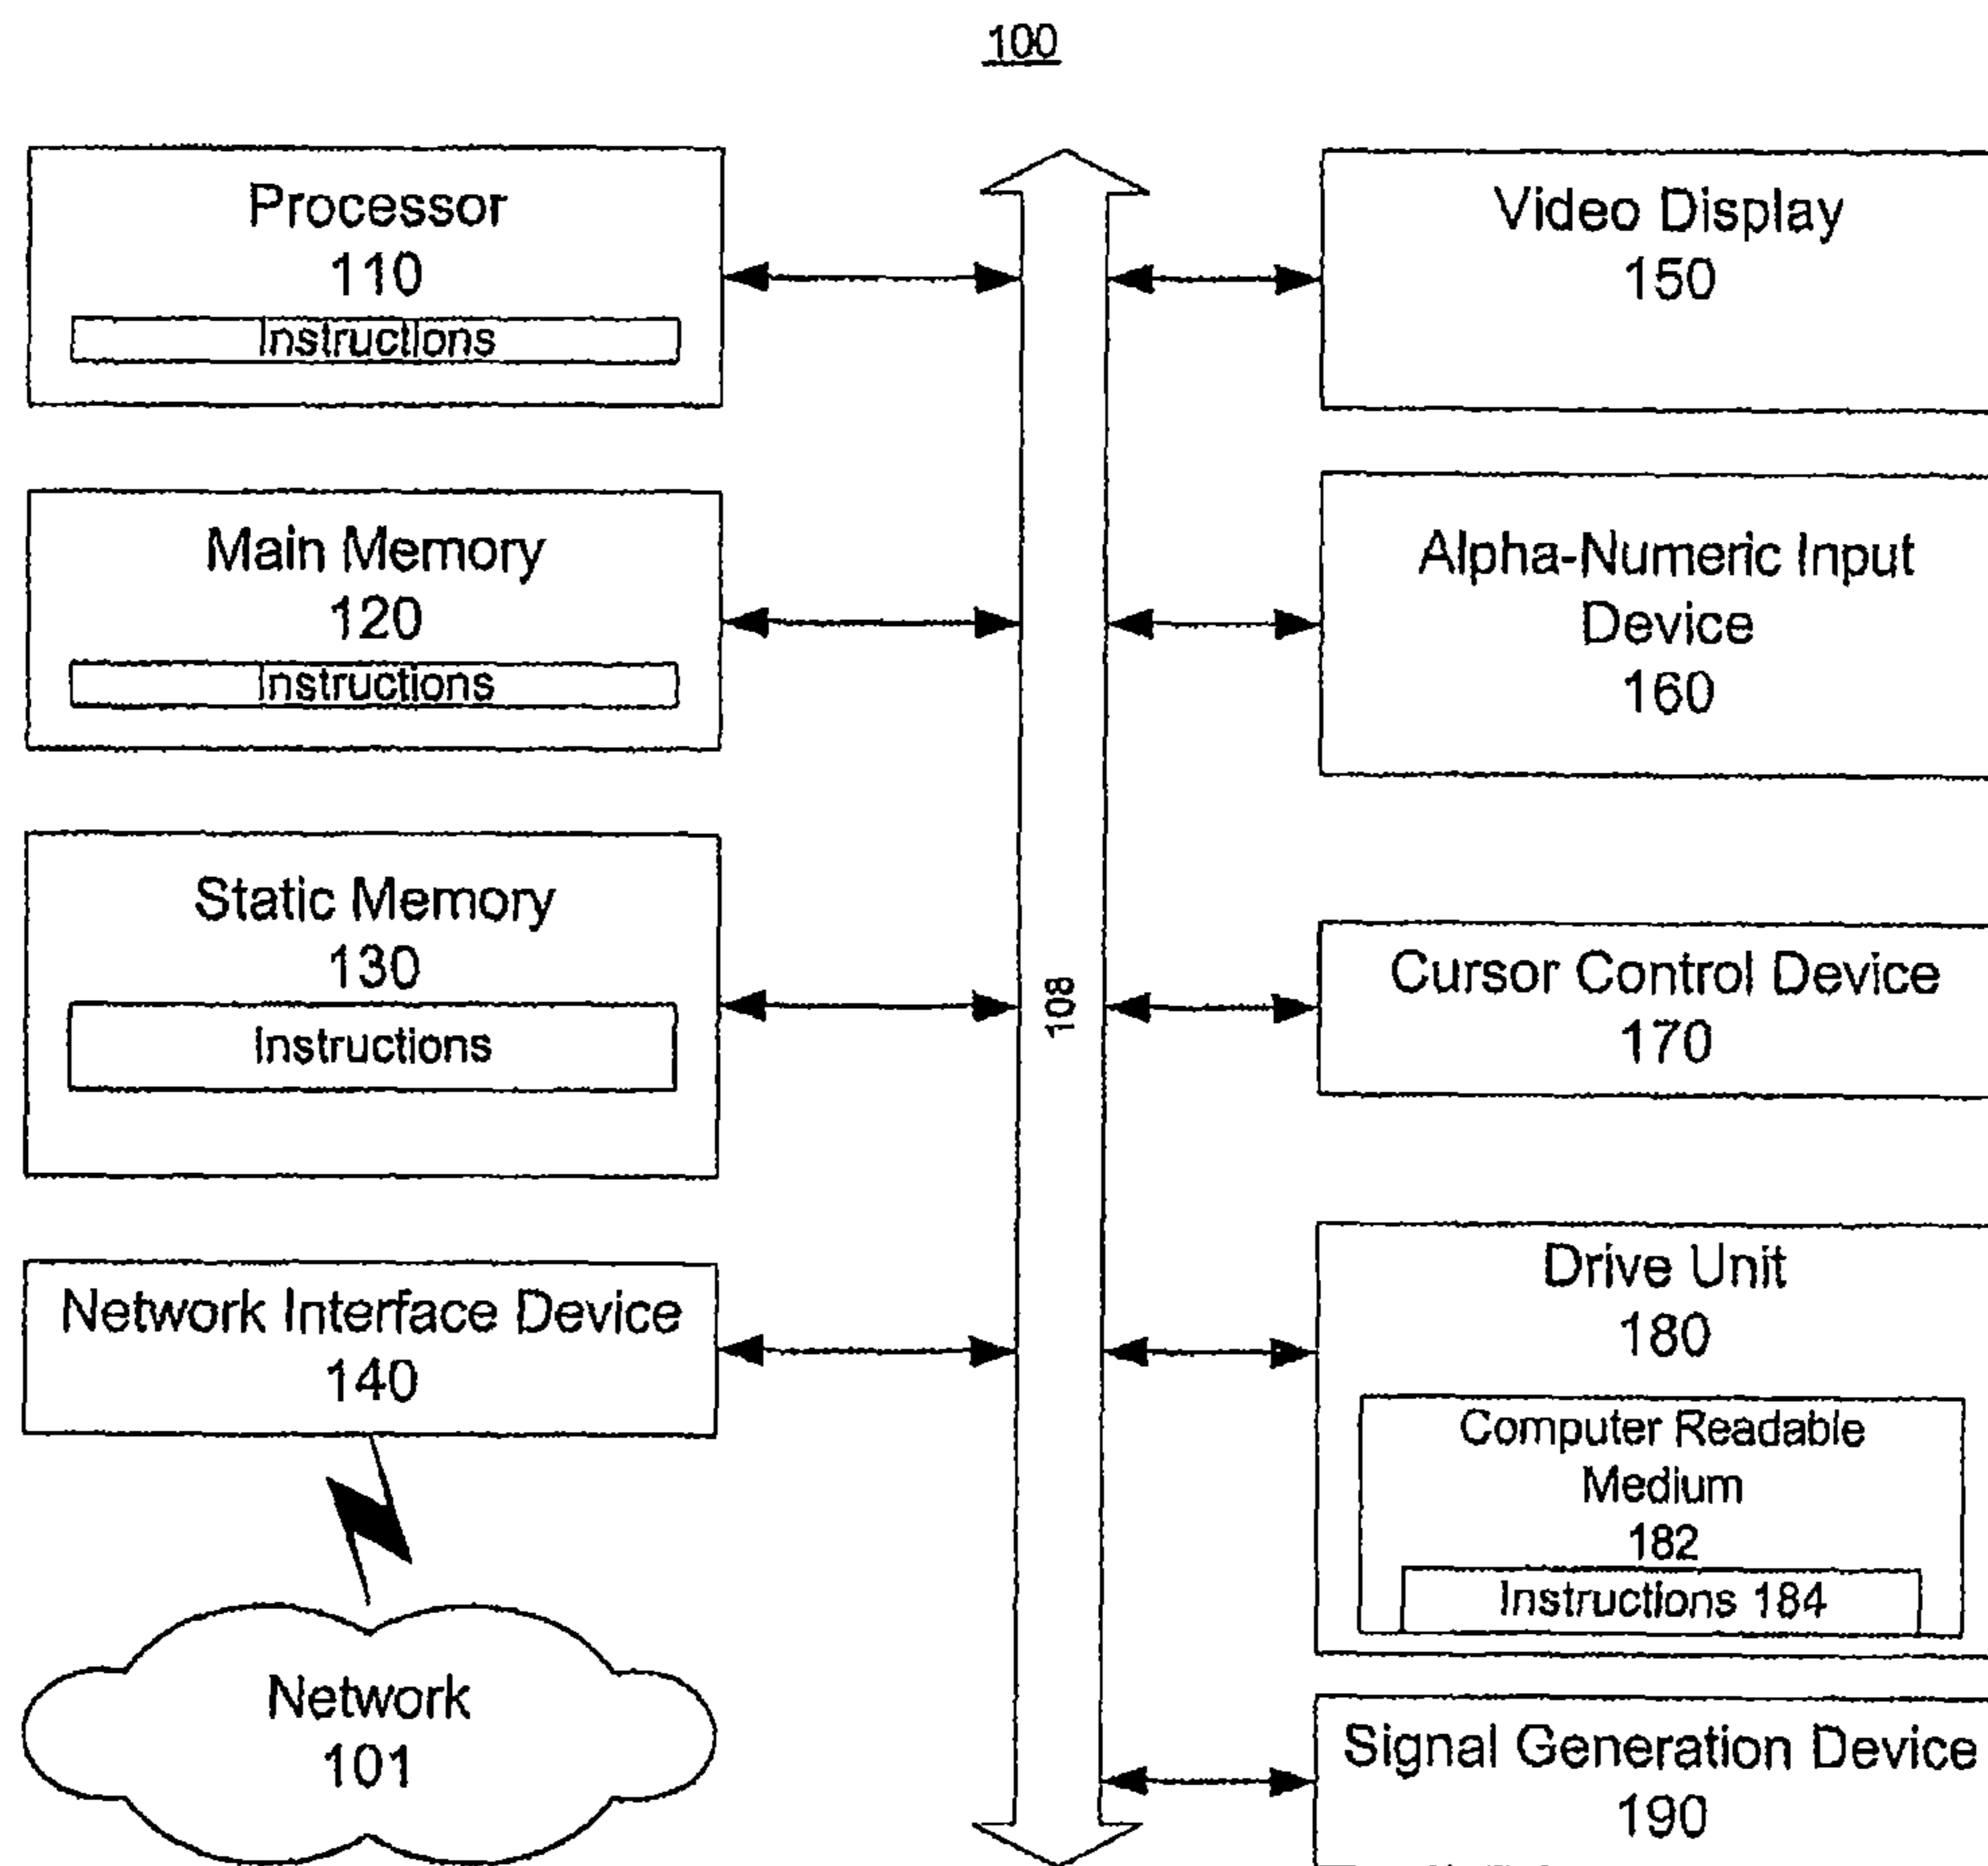 100
Processor
110
Instructions
Main Memory
120
Instructions
Static Memory
130
Instructions
Network Interface Device
140
Network
101
108
Video Display
150
Alpha-Numeric Input
Device
160
Cursor Control Device
170
Drive Unit
180
Computer Readable
Medium
182
Instructions 184
Signal Generation Device
190